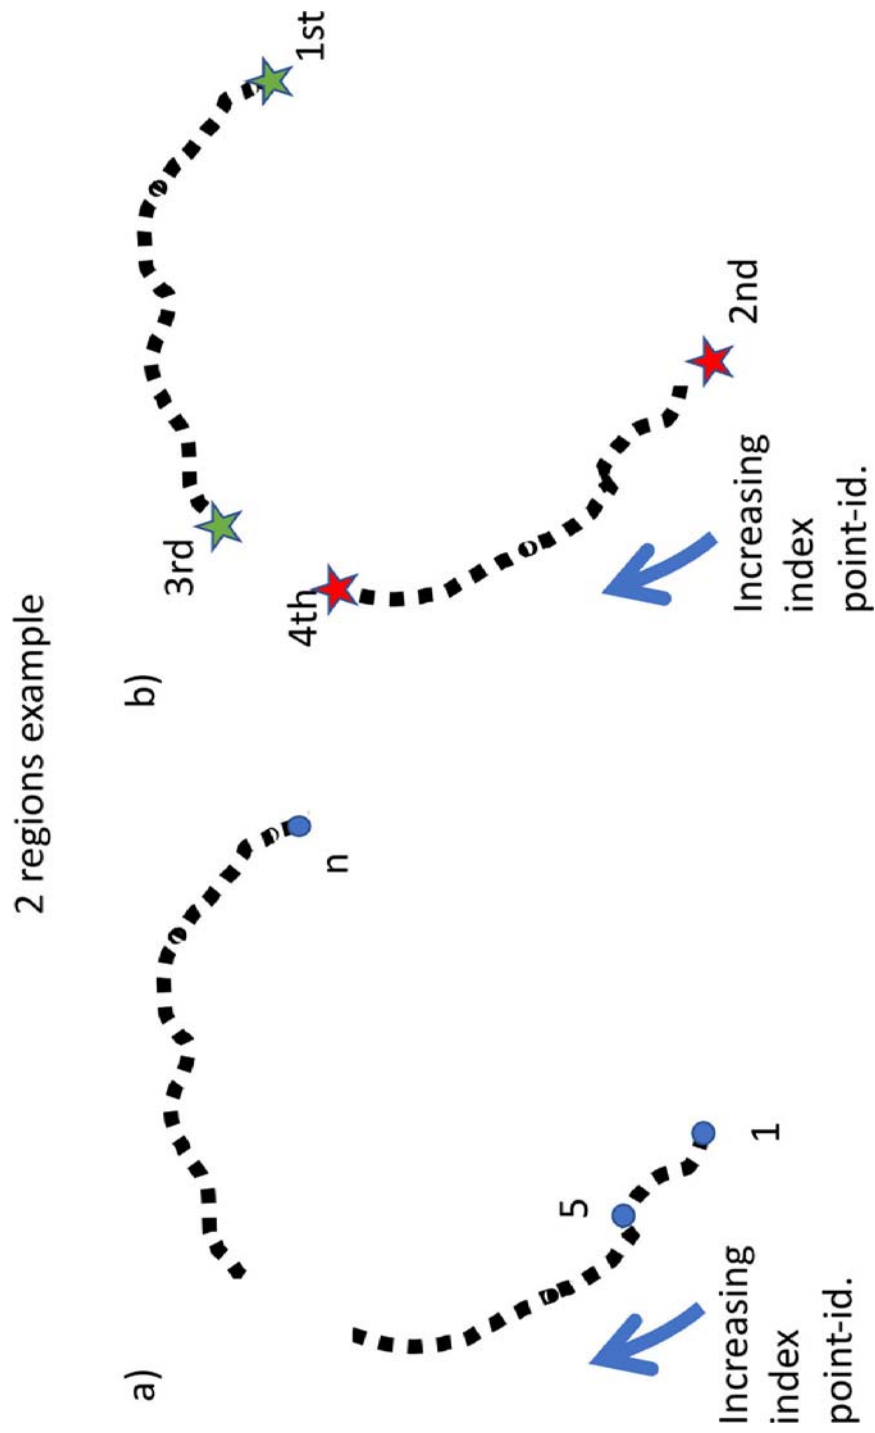 2 regions example
a)
n
5
1
Increasing
index
point-id.
b)
1st
3rd
4th
2nd
Increasing
index
point-id.